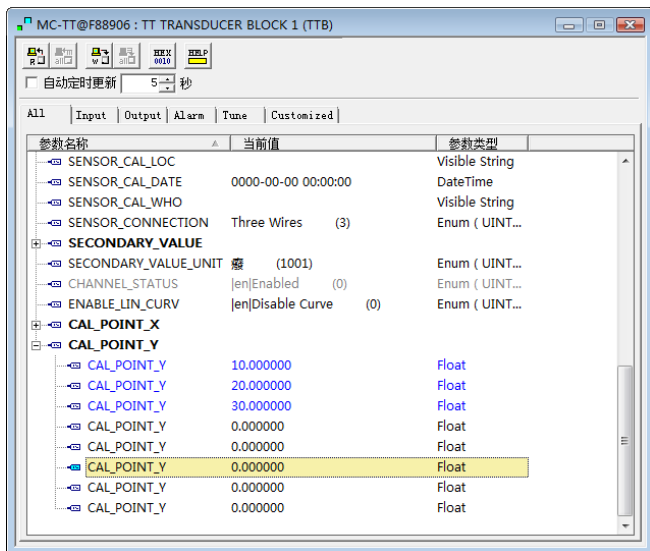 MC-TT@F88906 : TT TRANSDUCER BLOCK 1 (TTB)
R all W all HEX 0010 HELP
自动定时更新 5 秒
All Input Output Alarm Tune Customized
参数名称 当前值 参数类型
SENSOR_CAL_LOC Visible String
SENSOR_CAL_DATE 0000-00-00 00:00:00 DateTime
SENSOR_CAL_WHO Visible String
SENSOR_CONNECTION Three Wires (3) Enum ( UINT...
SECONDARY_VALUE
SECONDARY_VALUE_UNIT 癈 (1001) Enum ( UINT...
CHANNEL_STATUS |en|Enabled (0) Enum ( UINT...
ENABLE_LIN_CURV |en|Disable Curve (0) Enum ( UINT...
CAL_POINT_X
CAL_POINT_Y
CAL_POINT_Y 10.000000 Float
CAL_POINT_Y 20.000000 Float
CAL_POINT_Y 30.000000 Float
CAL_POINT_Y 0.000000 Float
CAL_POINT_Y 0.000000 Float
CAL_POINT_Y 0.000000 Float
CAL_POINT_Y 0.000000 Float
CAL_POINT_Y 0.000000 Float